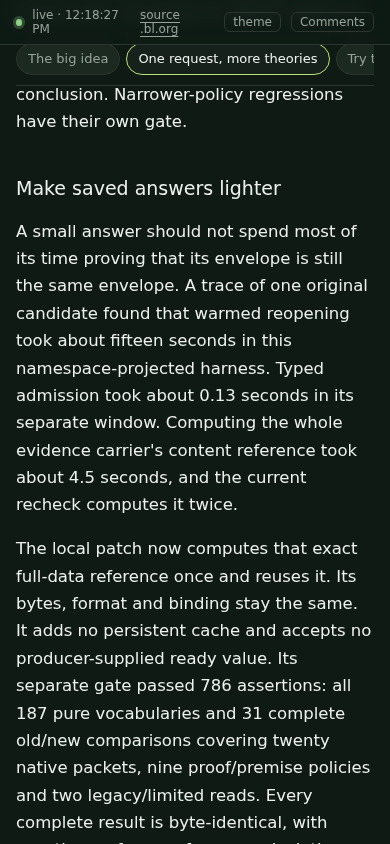 live · 12:18:27 PM
source.bl.org
theme
Comments
The big idea
One request, more theories
Try
conclusion. Narrower-policy regressions
have their own gate.
Make saved answers lighter
A small answer should not spend most of
its time proving that its envelope is still
the same envelope. A trace of one original
candidate found that warmed reopening
took about fifteen seconds in this
namespace-projected harness. Typed
admission took about 0.13 seconds in its
separate window. Computing the whole
evidence carrier's content reference took
about 4.5 seconds, and the current
recheck computes it twice.
The local patch now computes that exact
full-data reference once and reuses it. Its
bytes, format and binding stay the same.
It adds no persistent cache and accepts no
producer-supplied ready value. Its
separate gate passed 786 assertions: all
187 pure vocabularies and 31 complete
old/new comparisons covering twenty
native packets, nine proof/premise policies
and two legacy/limited reads. Every
complete result is byte-identical, with